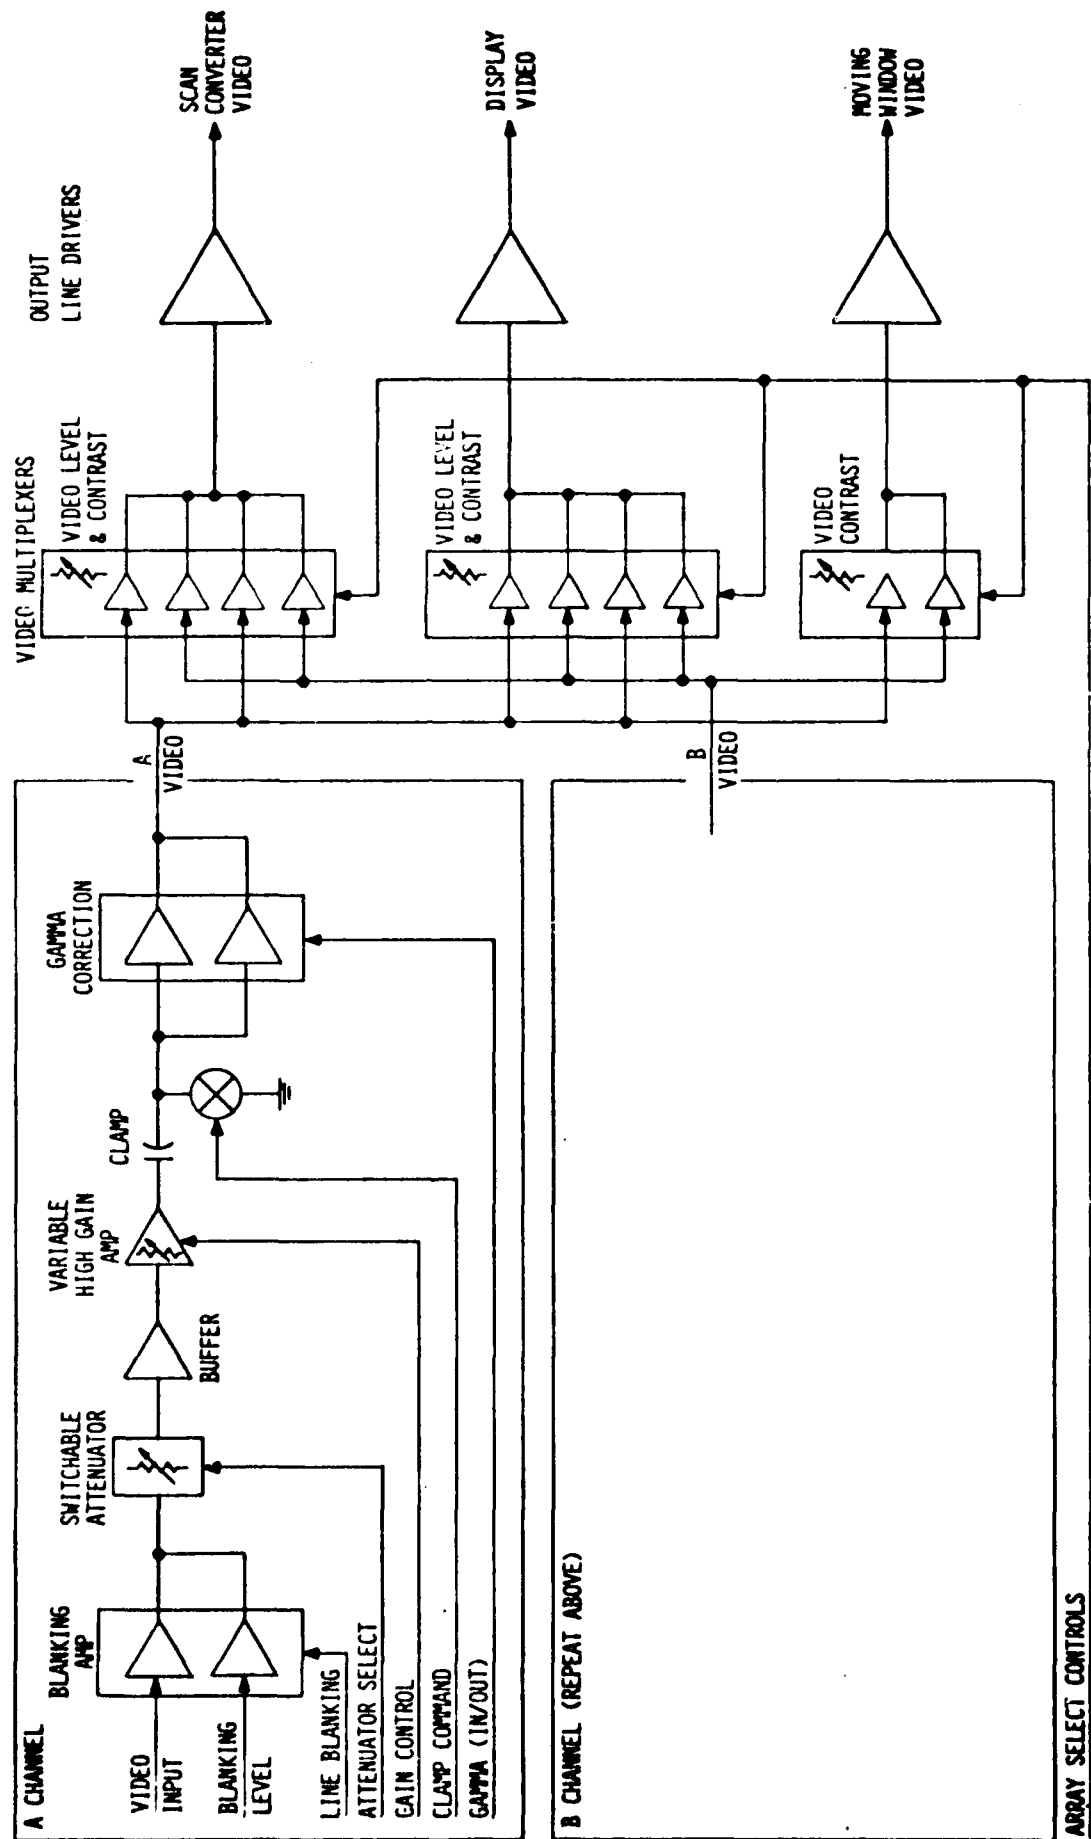 A CHANNEL
VIDEO
INPUT
BLANKING
LEVEL
BLANKING
AMP
SWITCHABLE
ATTENUATOR
BUFFER
VARIABLE
HIGH GAIN
AMP
CLAMP
GAMMA
CORRECTION
LINE BLANKING
ATTENUATOR SELECT
GAIN CONTROL
CLAMP COMMAND
GAMMA (IN/OUT)
A
VIDEO
B CHANNEL (REPEAT ABOVE)
B
VIDEO
ARRAY SELECT CONTROLS
VIDEO MULTIPLEXERS
VIDEO LEVEL
& CONTRAST
VIDEO LEVEL
& CONTRAST
VIDEO
CONTRAST
OUTPUT
LINE DRIVERS
SCAN
CONVERTER
VIDEO
DISPLAY
VIDEO
MOVING
WINDOW
VIDEO